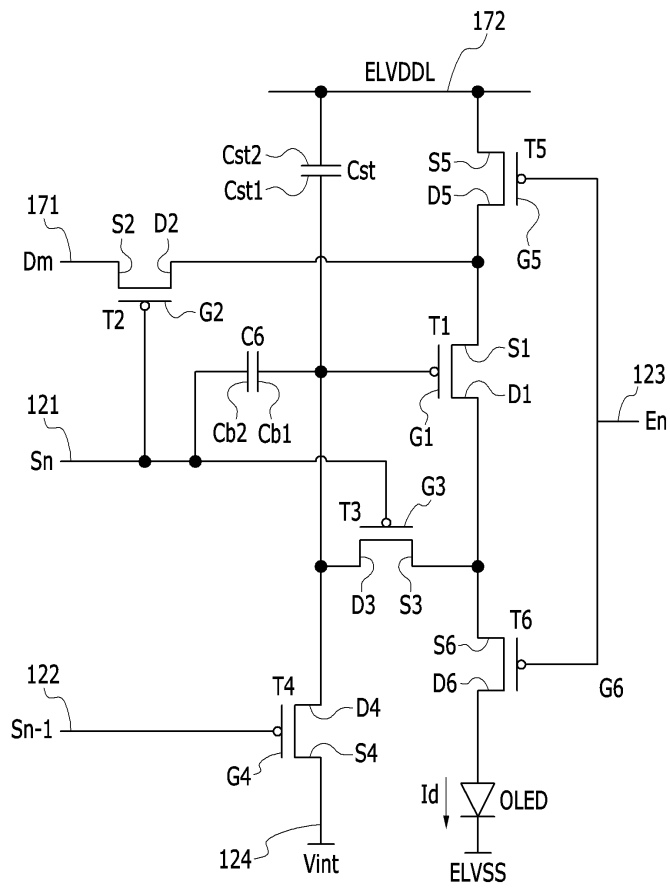 172
ELVDDL
Cst2
Cst
Cst1
S5
T5
D5
G5
171
S2
D2
Dm
T2
G2
C6
T1
S1
D1
G1
Cb2
Cb1
123
En
121
Sn
T3
G3
D3
S3
T6
S6
D6
G6
122
Sn-1
T4
D4
S4
G4
Id
OLED
124
Vint
ELVSS